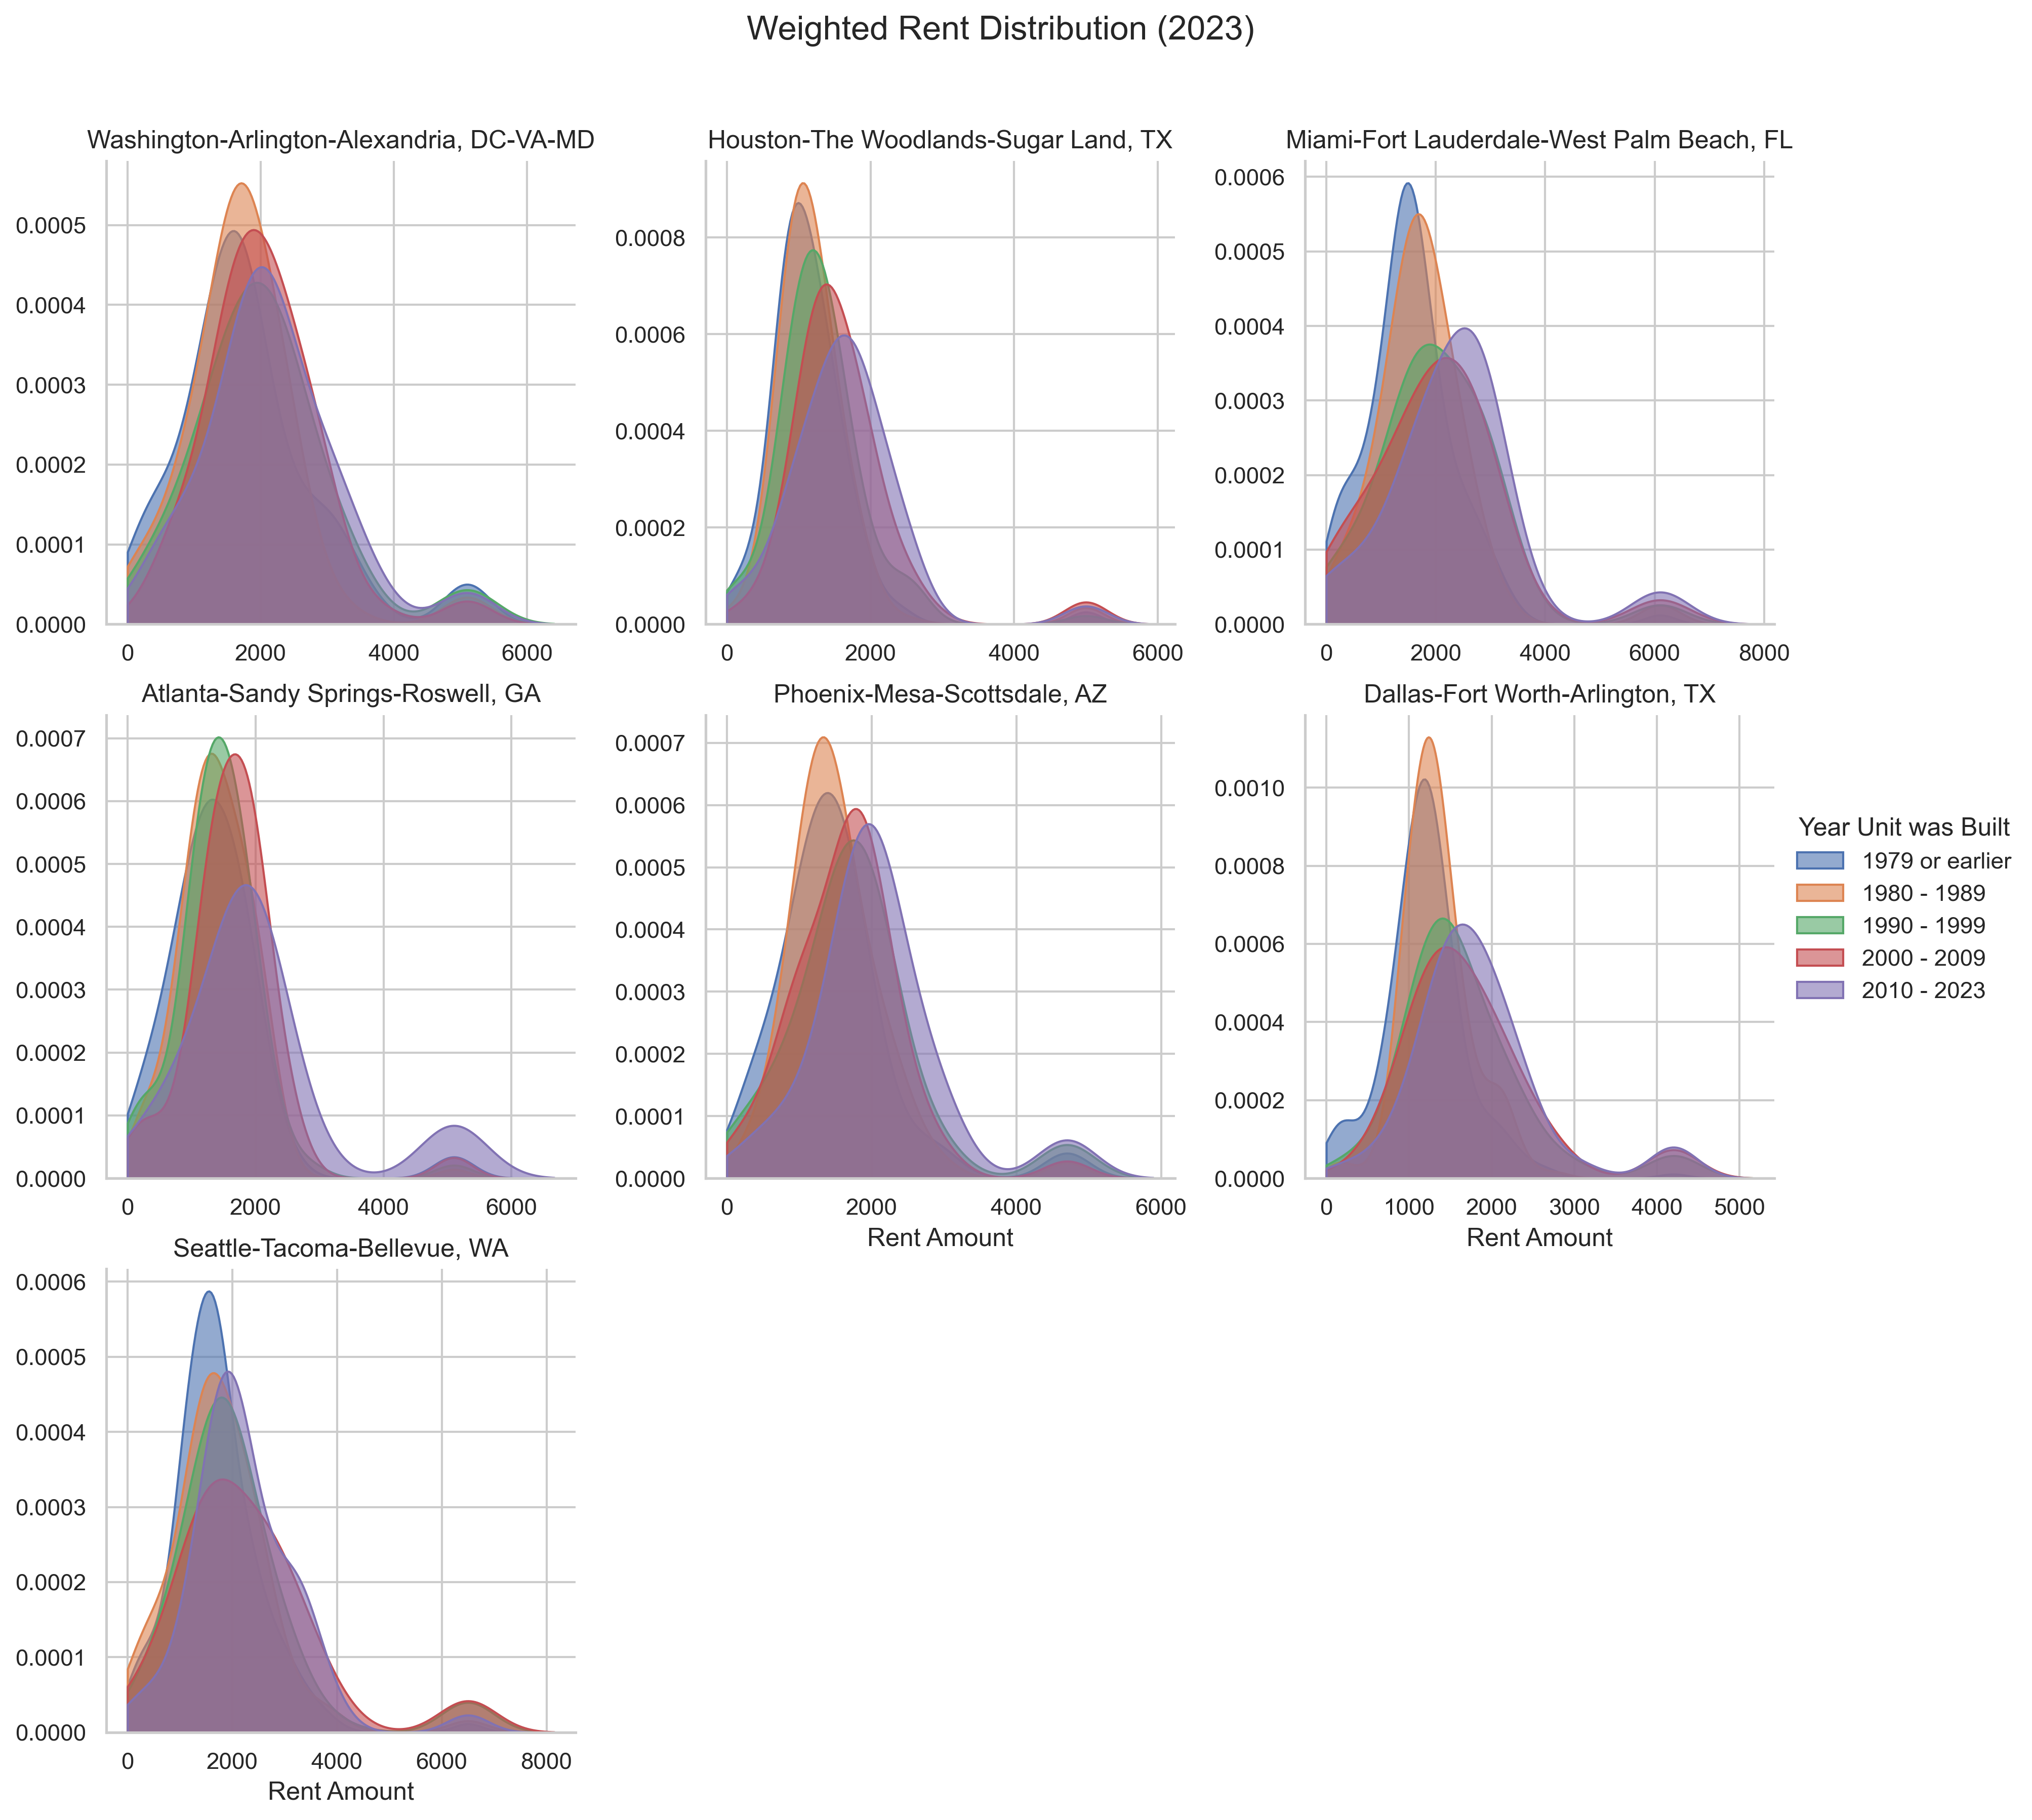 Weighted Rent Distribution (2023)
Washington-Arlington-Alexandria, DC-VA-MD
0.0005
0.0004
0.0003
0.0002
0.0001
0.0000
0 2000 4000 6000
Houston-The Woodlands-Sugar Land, TX
0.0008
0.0006
0.0004
0.0002
0.0000
0 2000 4000 6000
Miami-Fort Lauderdale-West Palm Beach, FL
0.0006
0.0005
0.0004
0.0003
0.0002
0.0001
0.0000
0 2000 4000 6000 8000
Atlanta-Sandy Springs-Roswell, GA
0.0007
0.0006
0.0005
0.0004
0.0003
0.0002
0.0001
0.0000
0 2000 4000 6000
Phoenix-Mesa-Scottsdale, AZ
0.0007
0.0006
0.0005
0.0004
0.0003
0.0002
0.0001
0.0000
0 2000 4000 6000
Rent Amount
Dallas-Fort Worth-Arlington, TX
0.0010
0.0008
0.0006
0.0004
0.0002
0.0000
0 1000 2000 3000 4000 5000
Rent Amount
Year Unit was Built
1979 or earlier
1980 - 1989
1990 - 1999
2000 - 2009
2010 - 2023
Seattle-Tacoma-Bellevue, WA
0.0006
0.0005
0.0004
0.0003
0.0002
0.0001
0.0000
0 2000 4000 6000 8000
Rent Amount